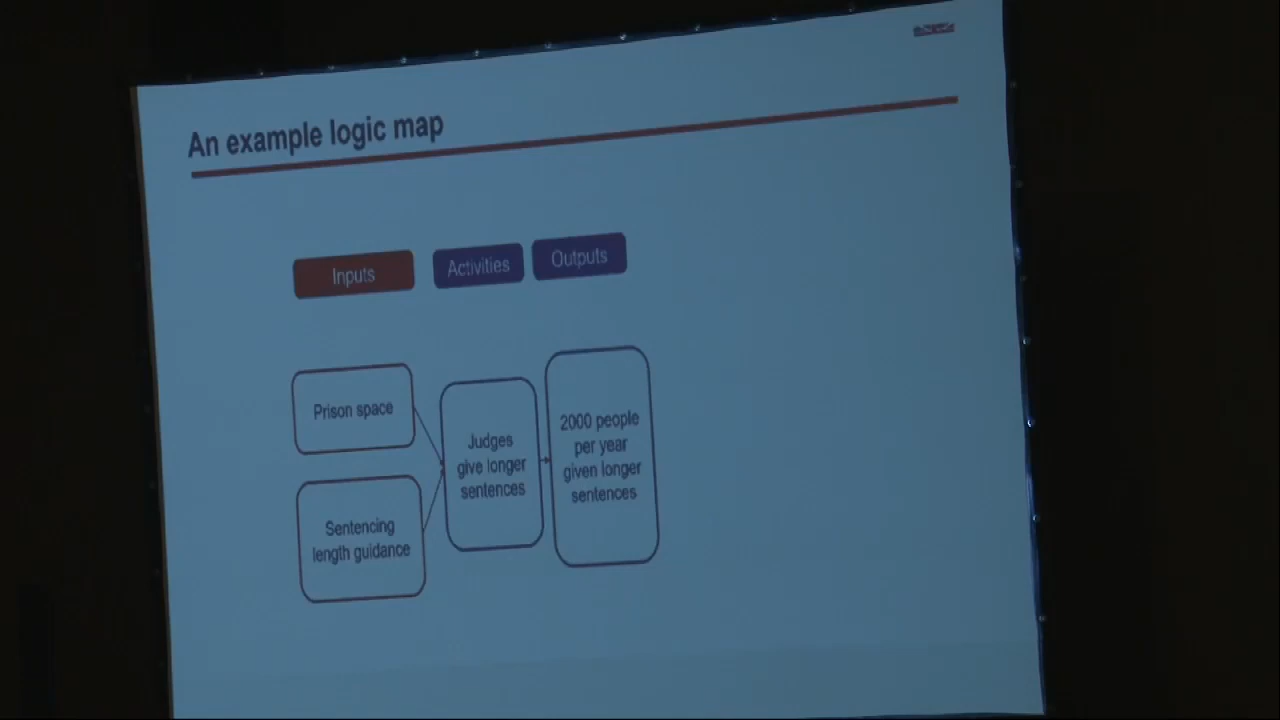 An example logic map
Inputs
Activities
Outputs
Prison space
Sentencing
length guidance
Judges
give longer
sentences
2000 people
per year
given longer
sentences